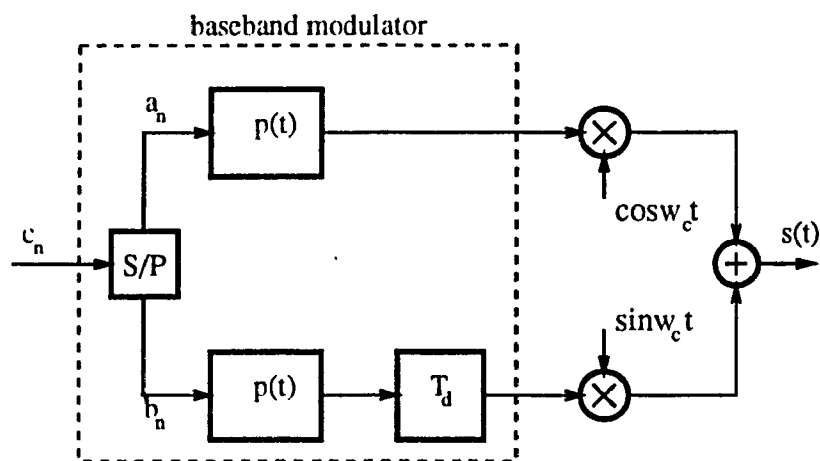 baseband modulator
a_n
p(t)
cosw_c t
c_n
S/P
s(t)
sinw_c t
b_n
p(t)
T_d